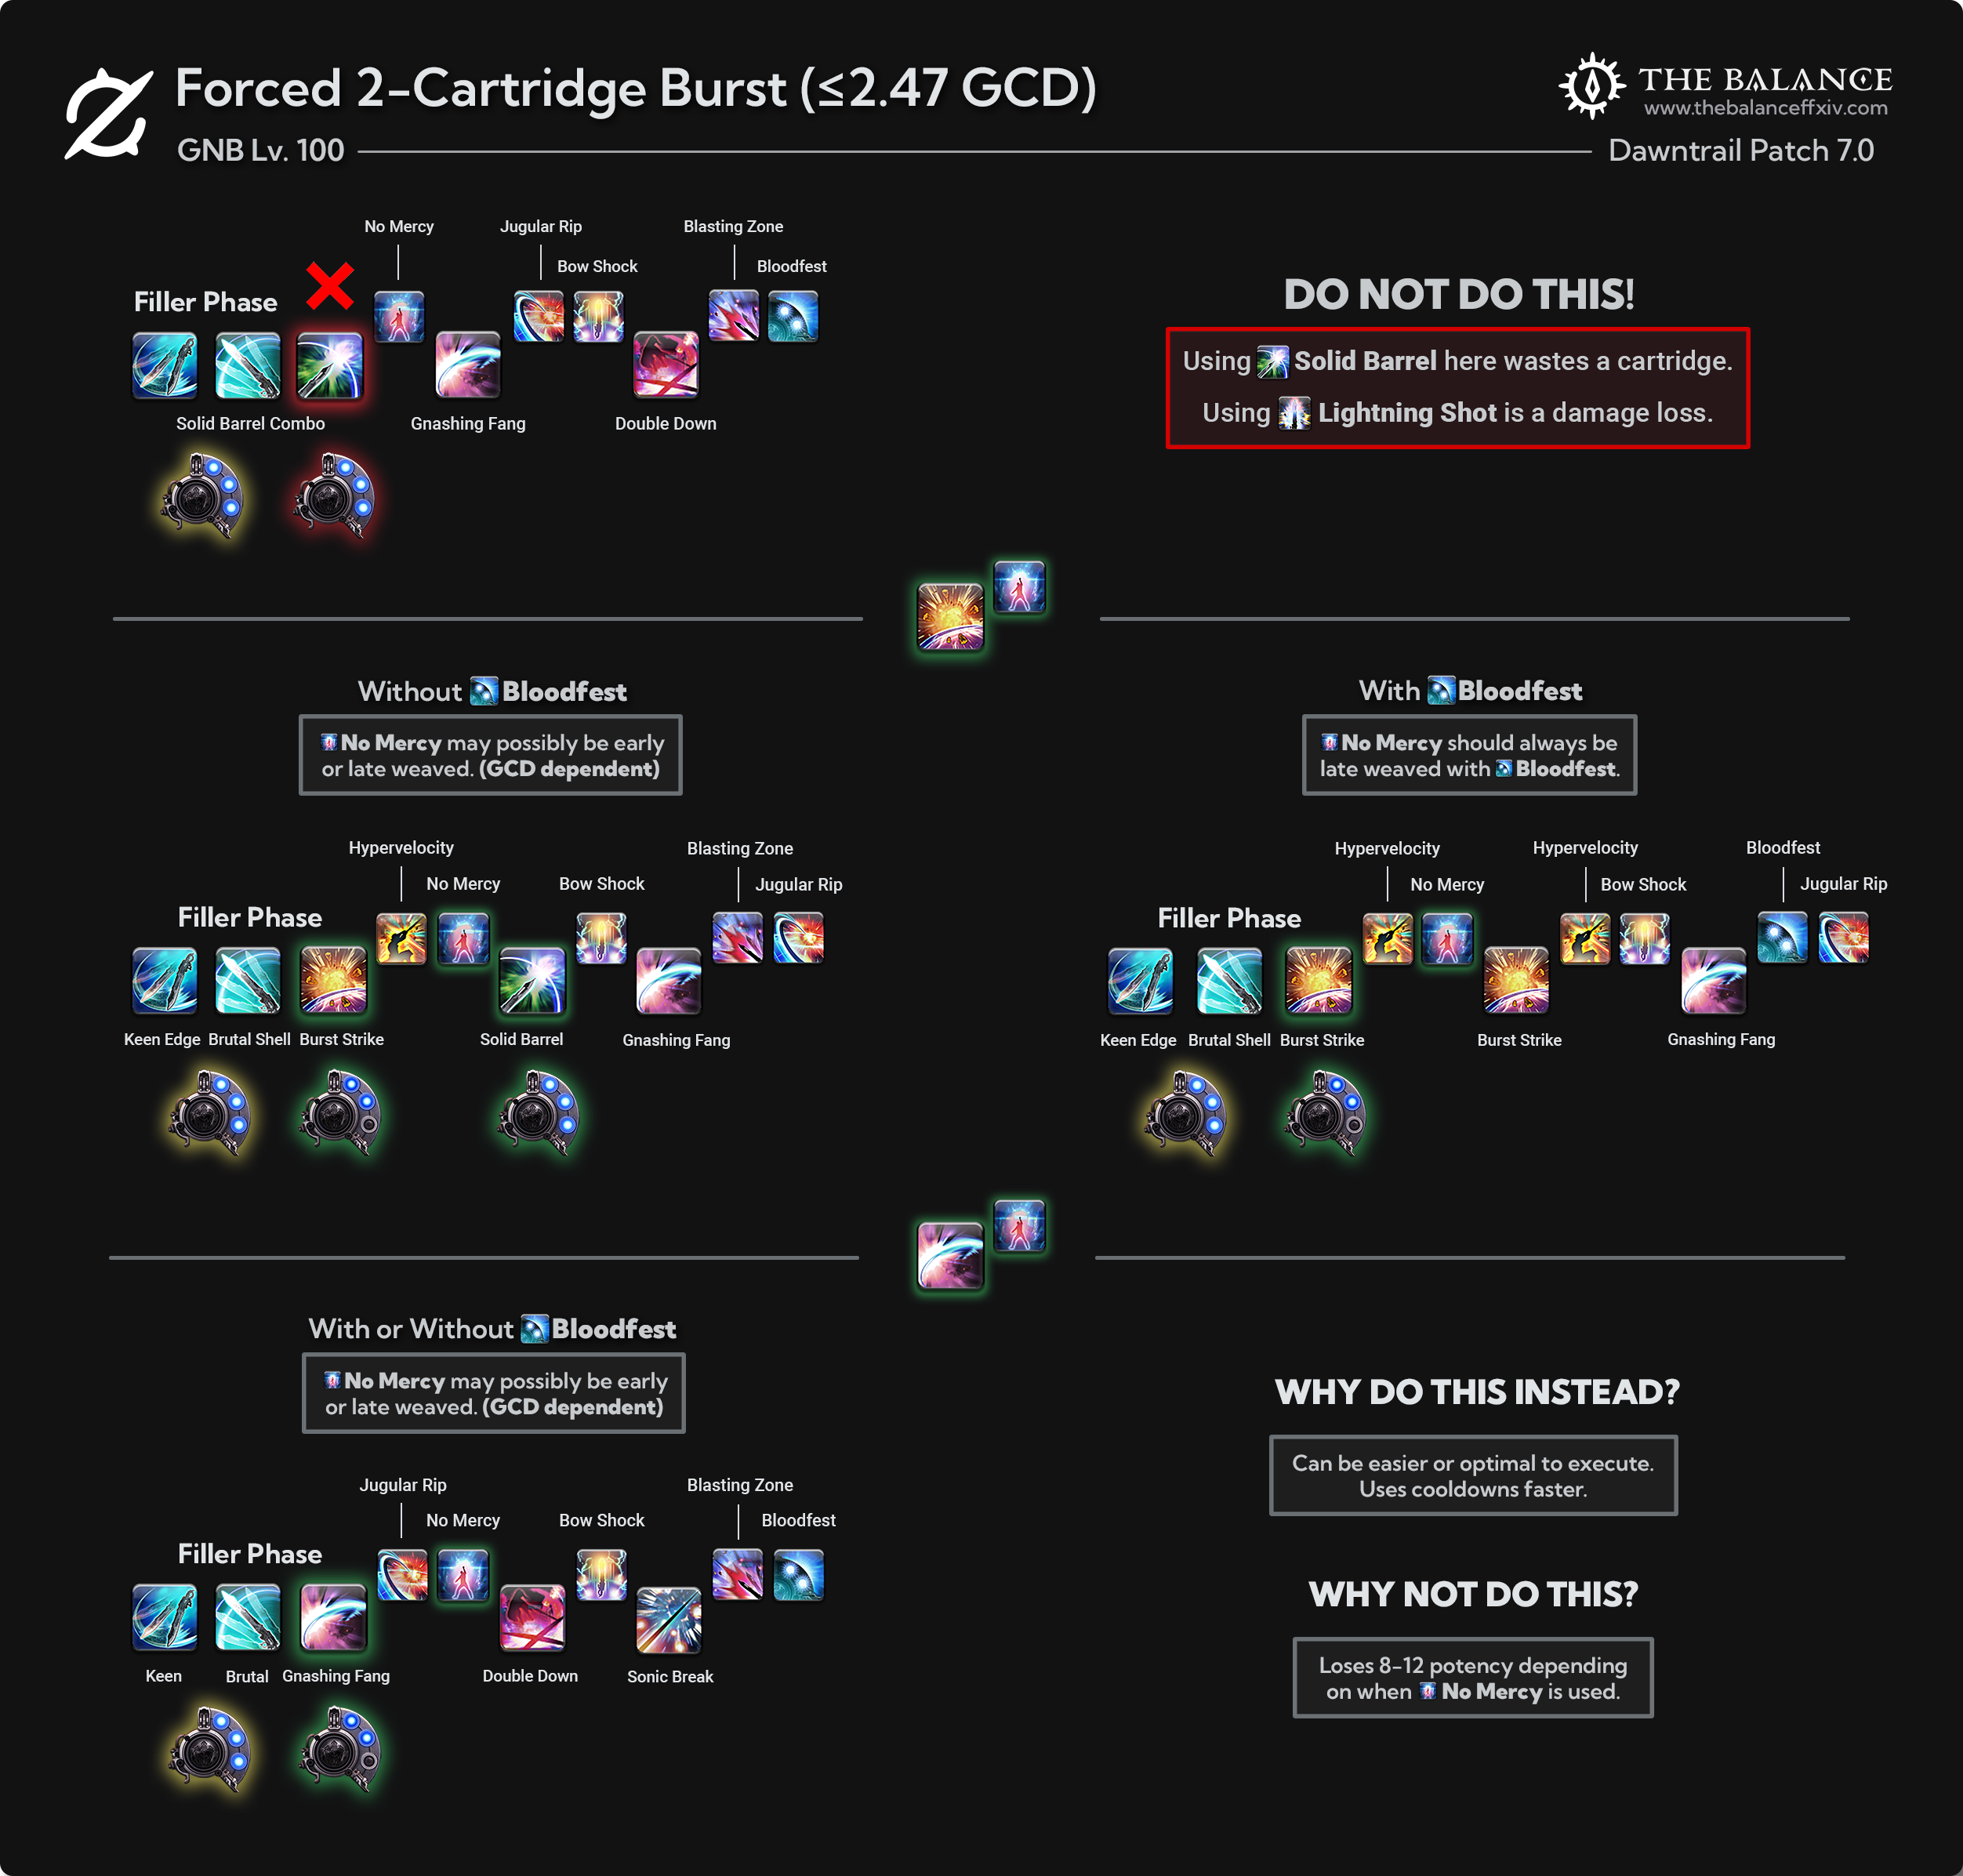 Forced 2-Cartridge Burst (≤2.47 GCD)
THE BALANCE
www.thebalanceffxiv.com
GNB Lv. 100
Dawntrail Patch 7.0
No Mercy
Jugular Rip
Blasting Zone
Bow Shock
Bloodfest
Filler Phase
Solid Barrel Combo
Gnashing Fang
Double Down
DO NOT DO THIS!
Using Solid Barrel here wastes a cartridge.
Using Lightning Shot is a damage loss.
Without Bloodfest
No Mercy may possibly be early
or late weaved. (GCD dependent)
Hypervelocity
Blasting Zone
No Mercy
Bow Shock
Jugular Rip
Filler Phase
Keen Edge
Brutal Shell
Burst Strike
Solid Barrel
Gnashing Fang
With Bloodfest
No Mercy should always be
late weaved with Bloodfest.
Hypervelocity
Hypervelocity
Bloodfest
No Mercy
Bow Shock
Jugular Rip
Filler Phase
Keen Edge
Brutal Shell
Burst Strike
Burst Strike
Gnashing Fang
With or Without Bloodfest
No Mercy may possibly be early
or late weaved. (GCD dependent)
Jugular Rip
Blasting Zone
No Mercy
Bow Shock
Bloodfest
Filler Phase
Keen
Brutal
Gnashing Fang
Double Down
Sonic Break
WHY DO THIS INSTEAD?
Can be easier or optimal to execute.
Uses cooldowns faster.
WHY NOT DO THIS?
Loses 8-12 potency depending
on when No Mercy is used.